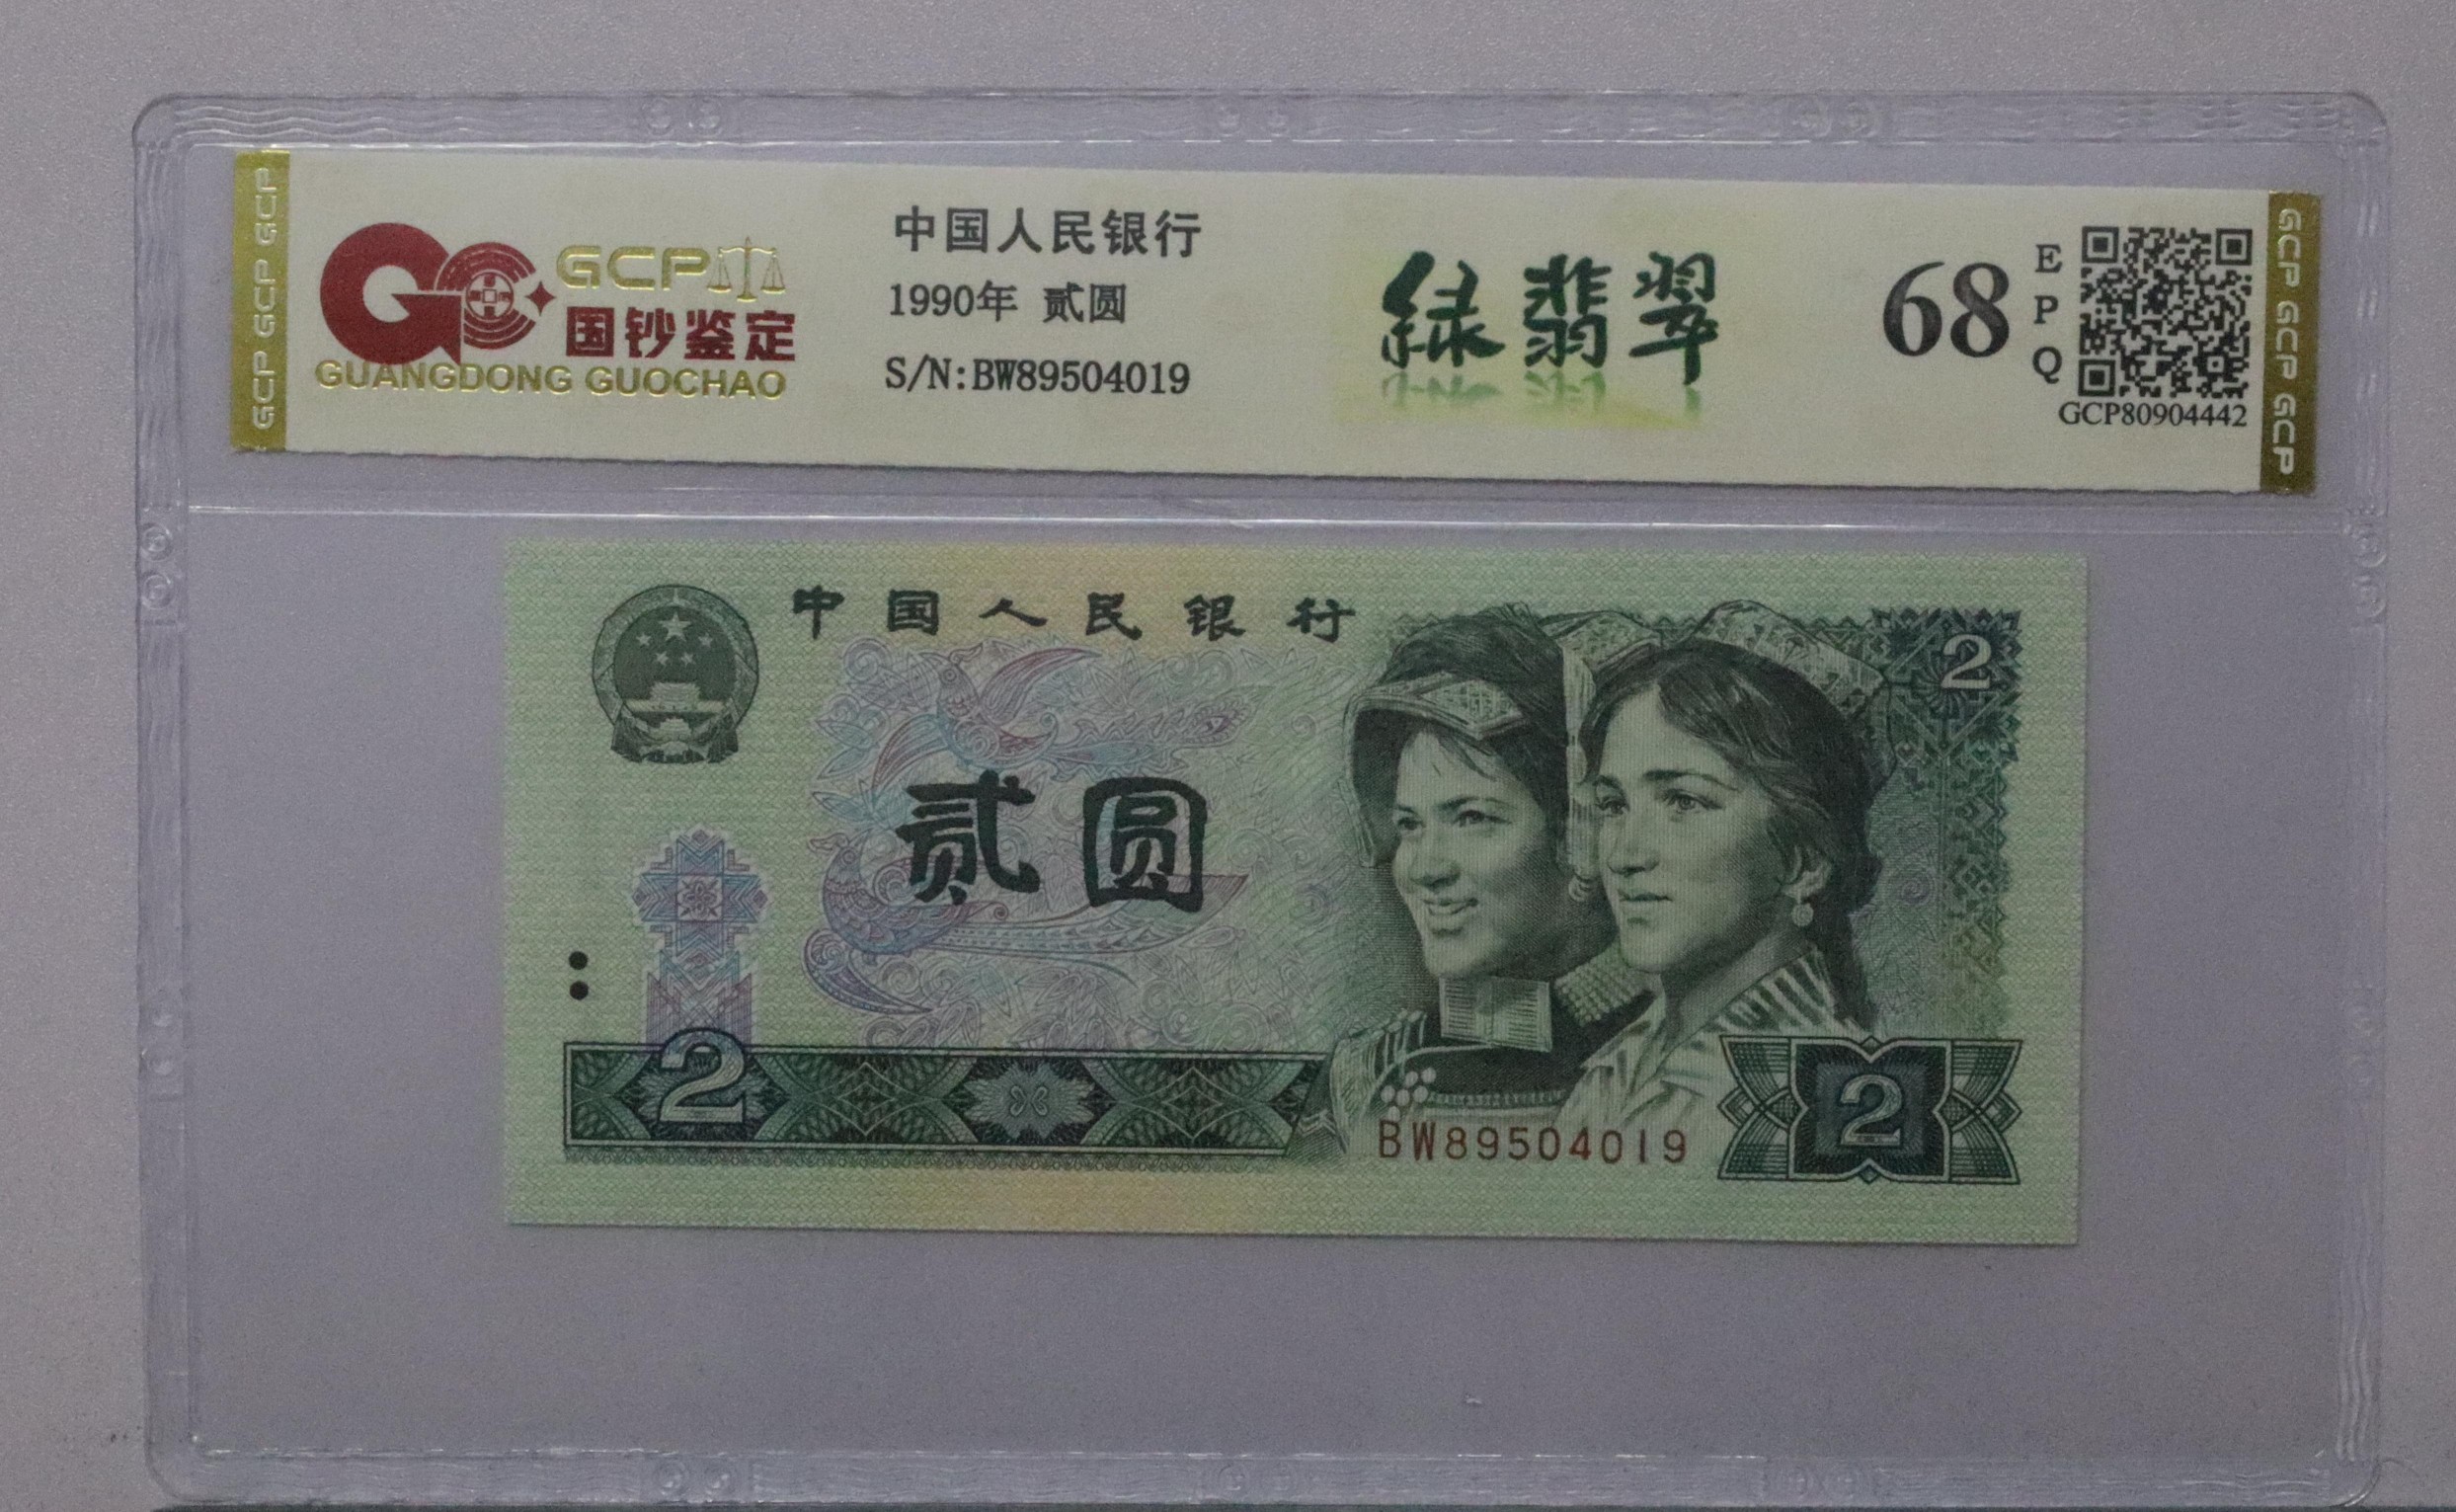 GCP GCP GCP
GCP
国钞鉴定
GUANGDONG GUOCHAO
中国人民银行
1990年 贰圆
S/N:BW89504019
绿翡翠
68
EPQ
GCP80904442
GCP GCP GCP
中国人民银行
2
贰圆
2
BW89504019
2